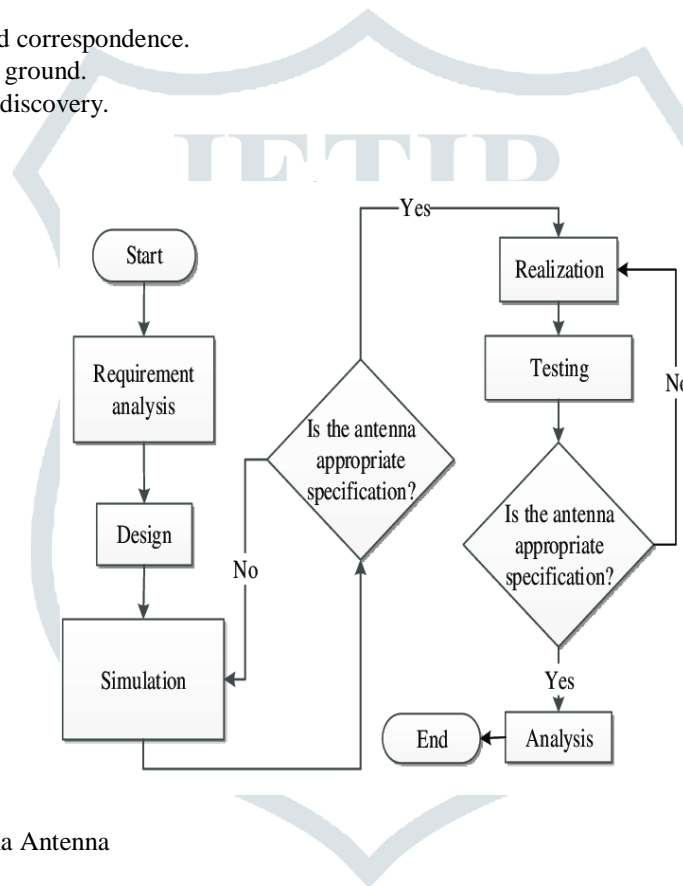 d correspondence.
ground.
discovery.
Start
Requirement
analysis
Design
Simulation
No
Is the antenna
appropriate
specification?
Yes
Realization
Testing
No
Is the antenna
appropriate
specification?
Yes
Analysis
End
a Antenna